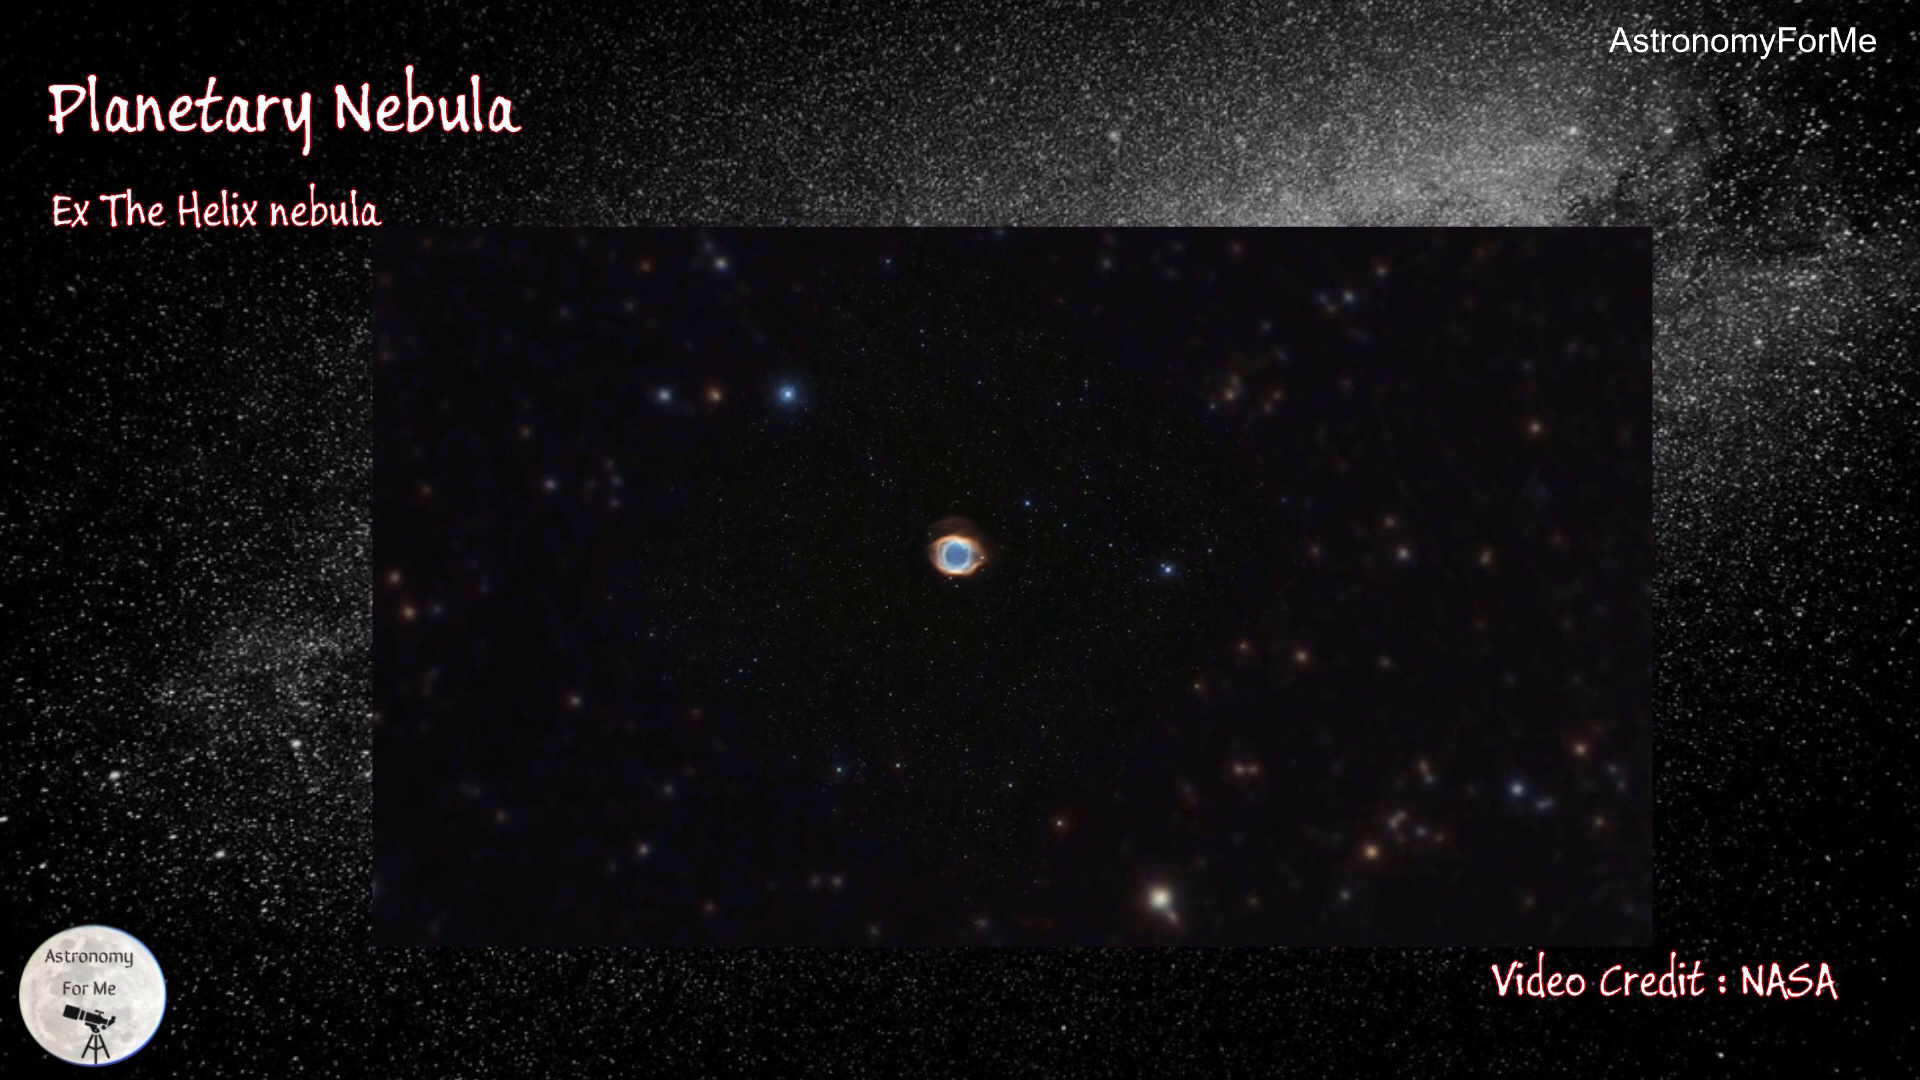 AstronomyForMe
Planetary Nebula
Ex The Helix nebula
Video Credit : NASA
Astronomy
For Me